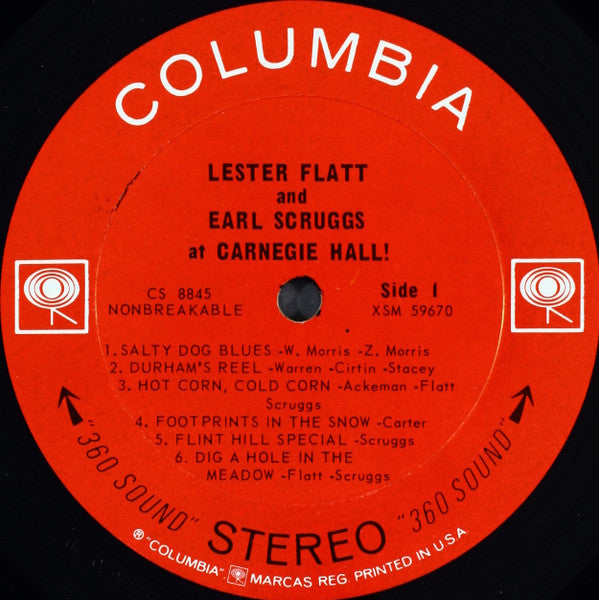 COLUMBIA
LESTER FLATT
and
EARL SCRUGGS
at CARNEGIE HALL!
CS 8845
NONBREAKABLE
Side 1
XSM 59670
1. SALTY DOG BLUES -W. Morris -Z. Morris
2. DURHAM'S REEL -Warren -Cirtin -Stacey
3. HOT CORN, COLD CORN -Ackeman -Flatt
Scruggs
4. FOOTPRINTS IN THE SNOW -Carter
5. FLINT HILL SPECIAL -Scruggs
6. DIG A HOLE IN THE
MEADOW -Flatt -Scruggs
"360 SOUND" STEREO "360 SOUND"
® "COLUMBIA", MARCAS REG. PRINTED IN U.S.A.